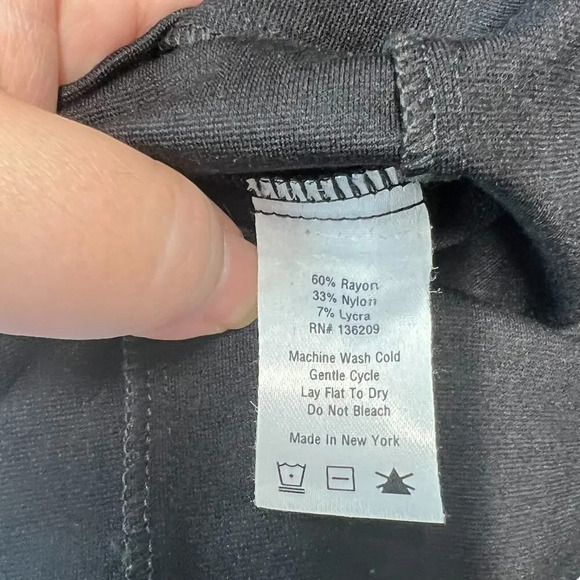 60% Rayon
33% Nylon
7% Lycra
RN# 136209
Machine Wash Cold
Gentle Cycle
Lay Flat To Dry
Do Not Bleach
Made In New York